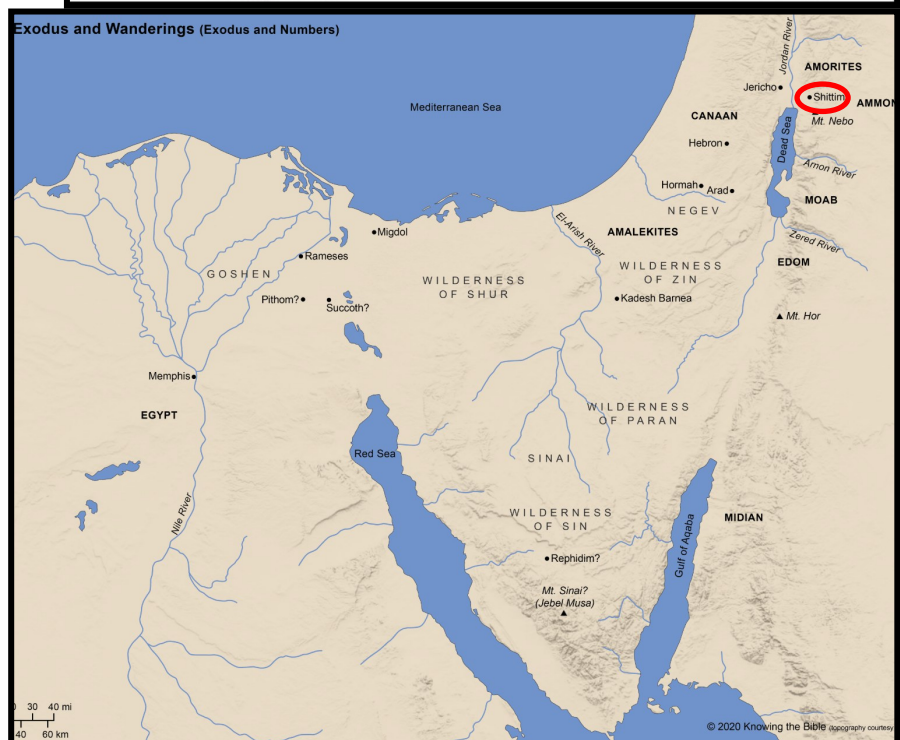 Exodus and Wanderings (Exodus and Numbers)
Jordan River
AMORITES
Jericho
Shittim
AMMON
Mt. Nebo
Mediterranean Sea
CANAAN
Dead Sea
Hebron
Arnon River
Hormah
Arad
MOAB
NEGEV
El-Arish River
AMALEKITES
Zered River
Migdol
Rameses
EDOM
GOSHEN
WILDERNESS
OF SHUR
WILDERNESS
OF ZIN
Pithom?
Succoth?
Kadesh Barnea
Mt. Hor
Memphis
EGYPT
WILDERNESS
OF PARAN
Red Sea
SINAI
Nile River
WILDERNESS
OF SIN
MIDIAN
Gulf of Aqaba
Rephidim?
Mt. Sinai?
(Jebel Musa)
30 40 mi
40 60 km
© 2020 Knowing the Bible (topography courtesy